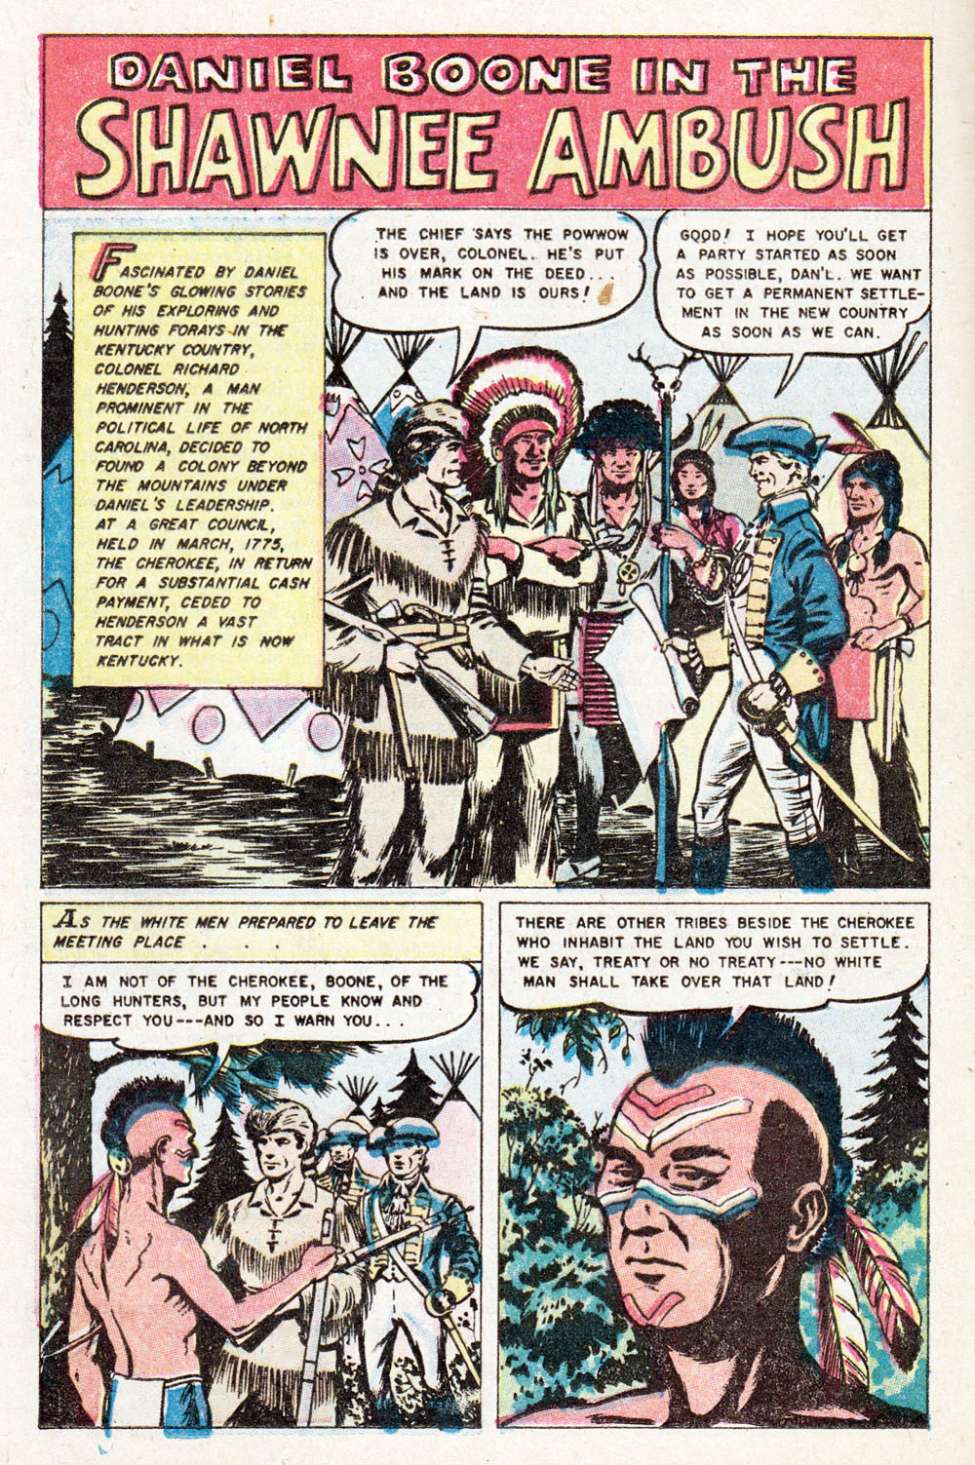 DANIEL BOONE IN THE
SHAWNEE AMBUSH
FASCINATED BY DANIEL
BOONE'S GLOWING STORIES
OF HIS EXPLORING AND
HUNTING FORAYS IN THE
KENTUCKY COUNTRY,
COLONEL RICHARD
HENDERSON, A MAN
PROMINENT IN THE
POLITICAL LIFE OF NORTH
CAROLINA, DECIDED TO
FOUND A COLONY BEYOND
THE MOUNTAINS UNDER
DANIEL'S LEADERSHIP.
AT A GREAT COUNCIL,
HELD IN MARCH, 1775,
THE CHEROKEE, IN RETURN
FOR A SUBSTANTIAL CASH
PAYMENT, CEDED TO
HENDERSON A VAST
TRACT IN WHAT IS NOW
KENTUCKY.
THE CHIEF SAYS THE POWWOW
IS OVER, COLONEL. HE'S PUT
HIS MARK ON THE DEED...
AND THE LAND IS OURS!
GOOD! I HOPE YOU'LL GET
A PARTY STARTED AS SOON
AS POSSIBLE, DAN'L. WE WANT
TO GET A PERMANENT SETTLE-
MENT IN THE NEW COUNTRY
AS SOON AS WE CAN.
AS THE WHITE MEN PREPARED TO LEAVE THE
MEETING PLACE . . .
I AM NOT OF THE CHEROKEE, BOONE, OF THE
LONG HUNTERS, BUT MY PEOPLE KNOW AND
RESPECT YOU---AND SO I WARN YOU...
THERE ARE OTHER TRIBES BESIDE THE CHEROKEE
WHO INHABIT THE LAND YOU WISH TO SETTLE.
WE SAY, TREATY OR NO TREATY---NO WHITE
MAN SHALL TAKE OVER THAT LAND!